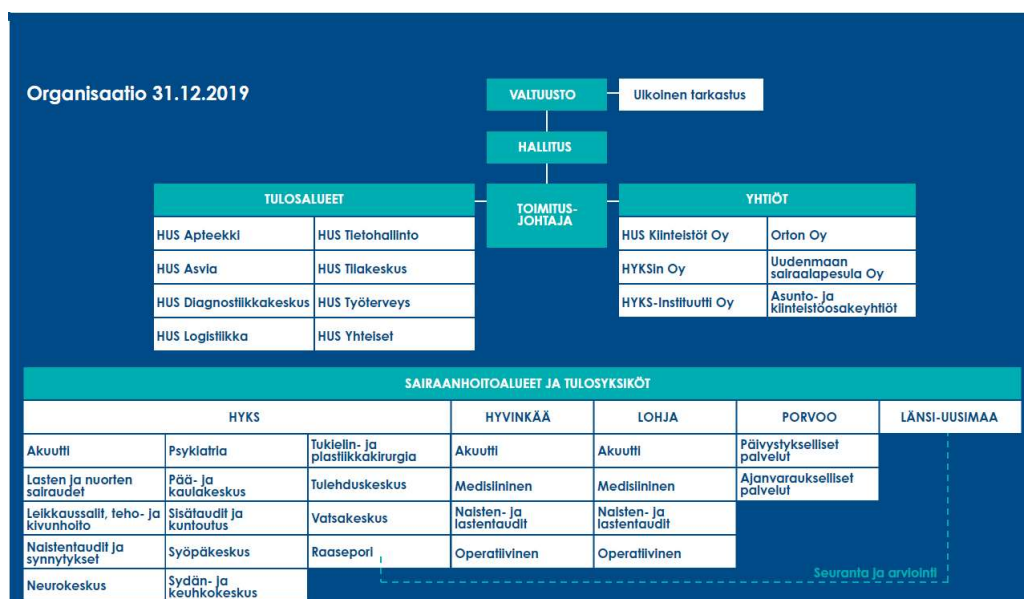 Organisaatio 31.12.2019
VALTUUSTO
Ulkoinen tarkastus
HALLITUS
TOIMITUS-
JOHTAJA
TULOSALUEET
HUS Apteekki
HUS Tietohallinto
HUS Asvia
HUS Tilakeskus
HUS Diagnostiikkakeskus
HUS Työterveys
HUS Logistiikka
HUS Yhteiset
YHTIÖT
HUS Kiinteistöt Oy
Orton Oy
HYKSin Oy
Uudenmaan
sairaalapesula Oy
HYKS-Instituutti Oy
Asunto- ja
kiinteistöosakeyhtiöt
SAIRAANHOITOALUEET JA TULOSYKSIKÖT
HYKS
HYVINKÄÄ
LOHJA
PORVOO
LÄNSI-UUSIMAA
Akuutti
Psykiatria
Tukielin- ja
plastiikkakirurgia
Akuutti
Akuutti
Päivystykselliset
palvelut
Lasten ja nuorten
sairaudet
Pää- ja
kaulakeskus
Tulehduskeskus
Medisiininen
Medisiininen
Ajanvaraukselliset
palvelut
Leikkaussalit, teho- ja
kivunhoito
Sisätaudit ja
kuntoutus
Vatsakeskus
Naisten- ja
lastentaudit
Naisten- ja
lastentaudit
Naistentaudit ja
synnytykset
Syöpäkeskus
Raasepori
Operatiivinen
Operatiivinen
Seuranta ja arviointi
Neurokeskus
Sydän- ja
keuhkokeskus